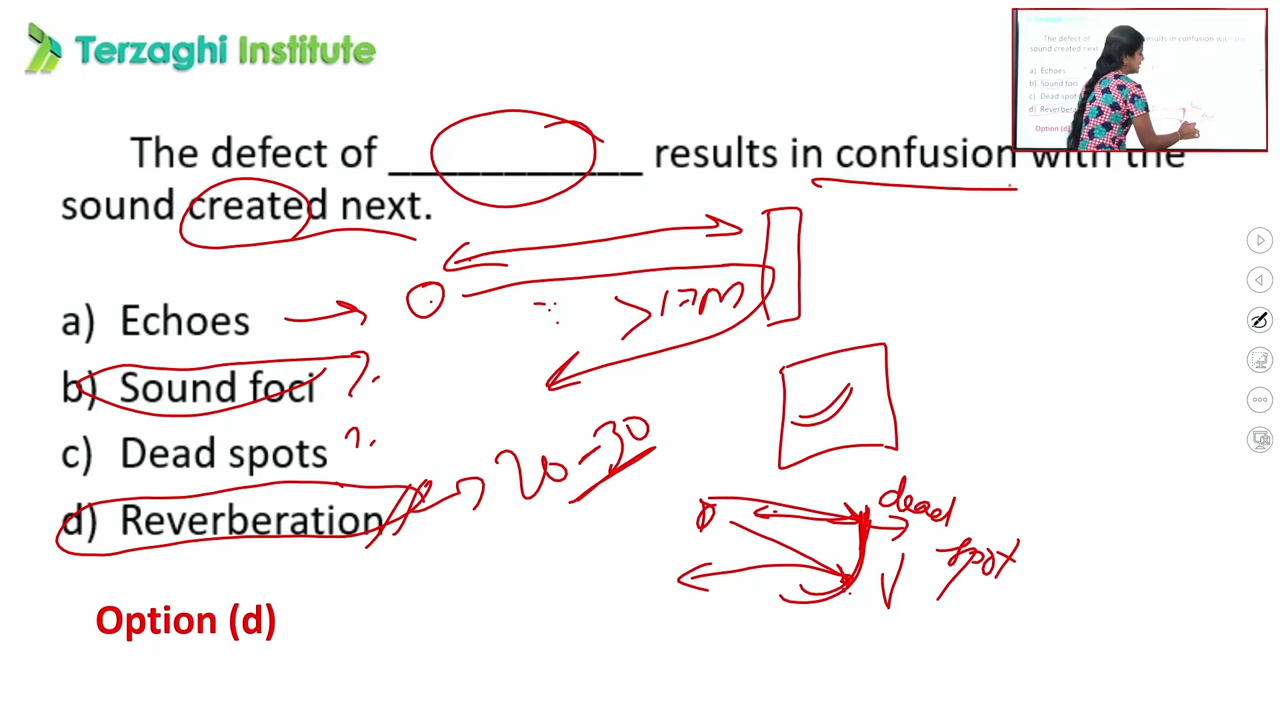 Terzaghi Institute
The defect of ____________ results in confusion with the
sound created next.
>17m
a) Echoes
b) Sound foci ?.
c) Dead spots ?.
20-30
d) Reverberation
dead
spot
Option (d)